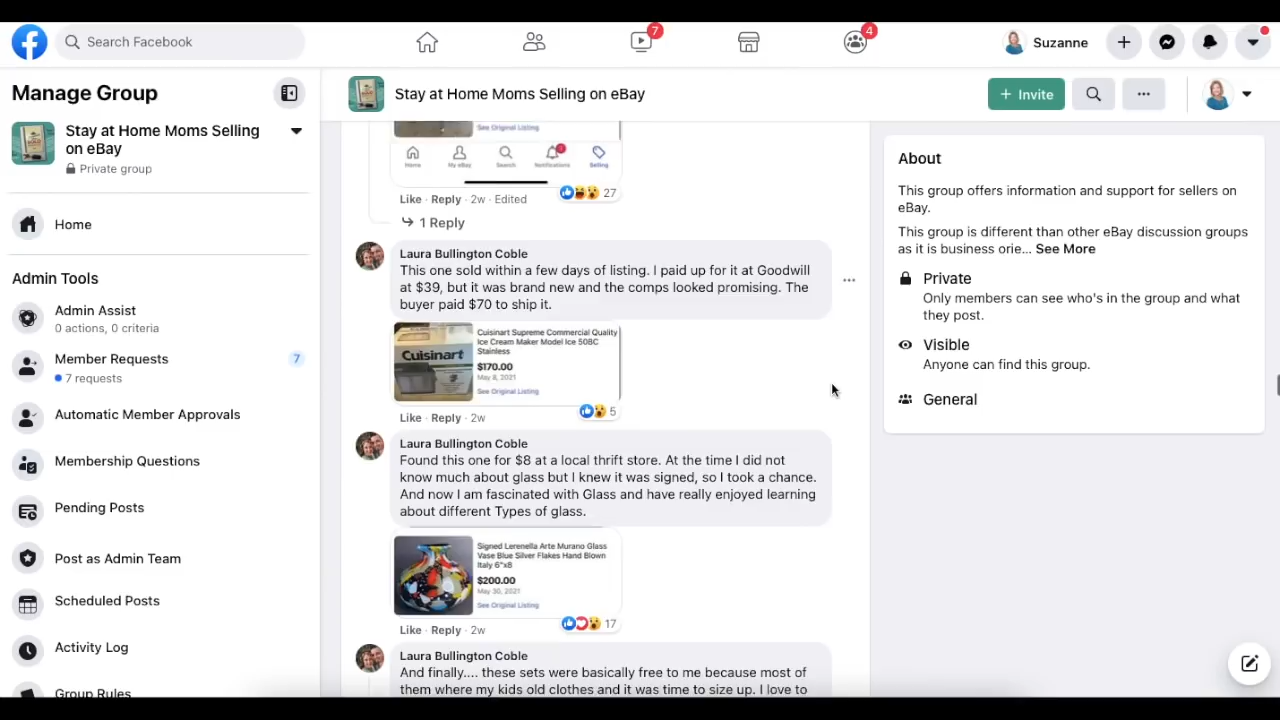 Search Facebook
7
4
Suzanne
Manage Group
Stay at Home Moms Selling
on eBay
Private group
Home
Admin Tools
Admin Assist
0 actions, 0 criteria
Member Requests
7
7 requests
Automatic Member Approvals
Membership Questions
Pending Posts
Post as Admin Team
Scheduled Posts
Activity Log
Group Rules
Stay at Home Moms Selling on eBay
+ Invite
See Original Listing
Home
My eBay
Search
Notifications
Selling
Like · Reply · 2w · Edited
27
1 Reply
Laura Bullington Coble
This one sold within a few days of listing. I paid up for it at Goodwill
at $39, but it was brand new and the comps looked promising. The
buyer paid $70 to ship it.
Cuisinart
Cuisinart Supreme Commercial Quality
Ice Cream Maker Model Ice 50BC
Stainless
$170.00
May 8, 2021
See Original Listing
Like · Reply · 2w
5
Laura Bullington Coble
Found this one for $8 at a local thrift store. At the time I did not
know much about glass but I knew it was signed, so I took a chance.
And now I am fascinated with Glass and have really enjoyed learning
about different Types of glass.
Signed Lerenella Arte Murano Glass
Vase Blue Silver Flakes Hand Blown
Italy 6"x8
$200.00
May 30, 2021
See Original Listing
Like · Reply · 2w
17
Laura Bullington Coble
And finally.... these sets were basically free to me because most of
them where my kids old clothes and it was time to size up. I love to
About
This group offers information and support for sellers on
eBay.
This group is different than other eBay discussion groups
as it is business orie... See More
Private
Only members can see who's in the group and what
they post.
Visible
Anyone can find this group.
General